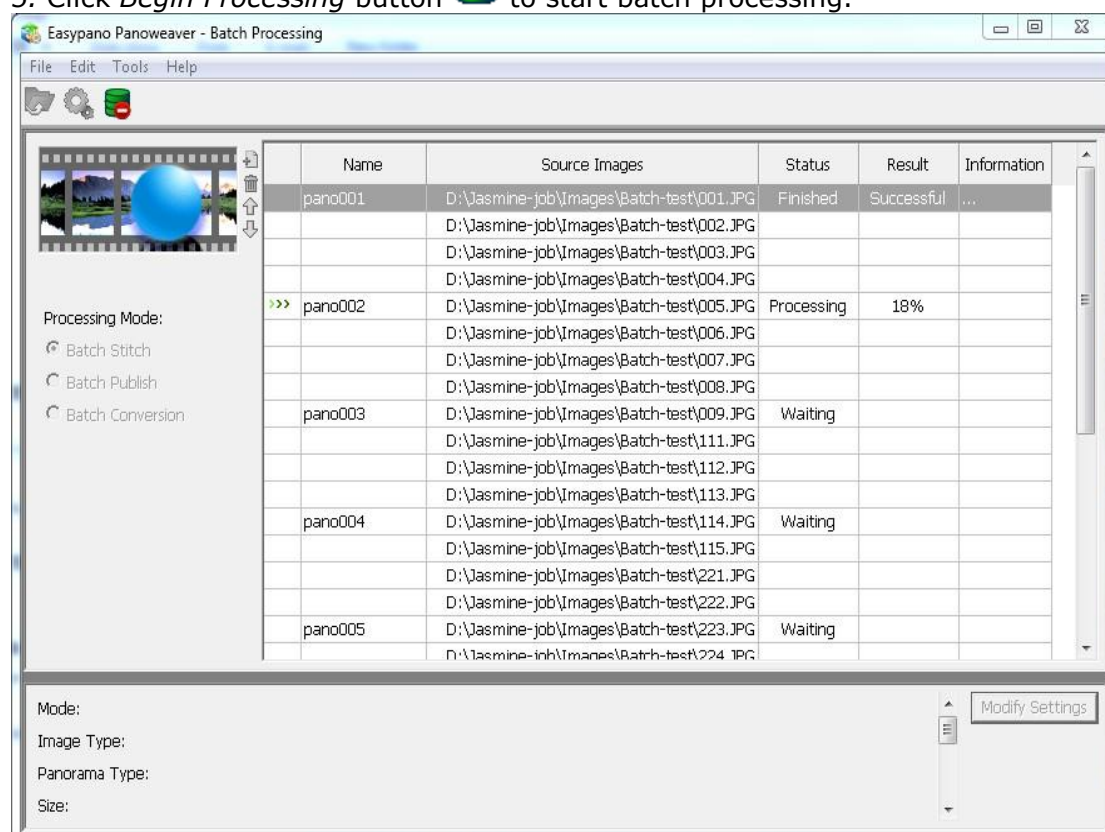 5. Click Begin Processing button to start batch processing.
Easypano Panoweaver - Batch Processing
File Edit Tools Help
Name Source Images Status Result Information
pano001 D:\Jasmine-job\Images\Batch-test\001.JPG Finished Successful ...
D:\Jasmine-job\Images\Batch-test\002.JPG
D:\Jasmine-job\Images\Batch-test\003.JPG
D:\Jasmine-job\Images\Batch-test\004.JPG
>>> pano002 D:\Jasmine-job\Images\Batch-test\005.JPG Processing 18%
D:\Jasmine-job\Images\Batch-test\006.JPG
D:\Jasmine-job\Images\Batch-test\007.JPG
D:\Jasmine-job\Images\Batch-test\008.JPG
pano003 D:\Jasmine-job\Images\Batch-test\009.JPG Waiting
D:\Jasmine-job\Images\Batch-test\111.JPG
D:\Jasmine-job\Images\Batch-test\112.JPG
D:\Jasmine-job\Images\Batch-test\113.JPG
pano004 D:\Jasmine-job\Images\Batch-test\114.JPG Waiting
D:\Jasmine-job\Images\Batch-test\115.JPG
D:\Jasmine-job\Images\Batch-test\221.JPG
D:\Jasmine-job\Images\Batch-test\222.JPG
pano005 D:\Jasmine-job\Images\Batch-test\223.JPG Waiting
D:\Jasmine-job\Images\Batch-test\224.JPG
Processing Mode:
Batch Stitch
Batch Publish
Batch Conversion
Mode:
Image Type:
Panorama Type:
Size:
Modify Settings